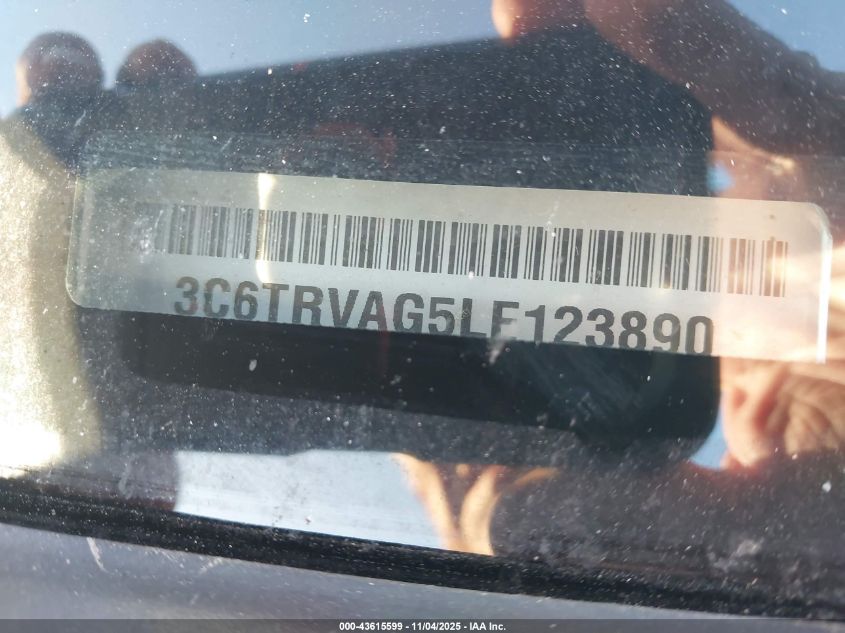 3C6TRVAG5LE123890
000-43615599 - 11/04/2025 - IAA Inc.